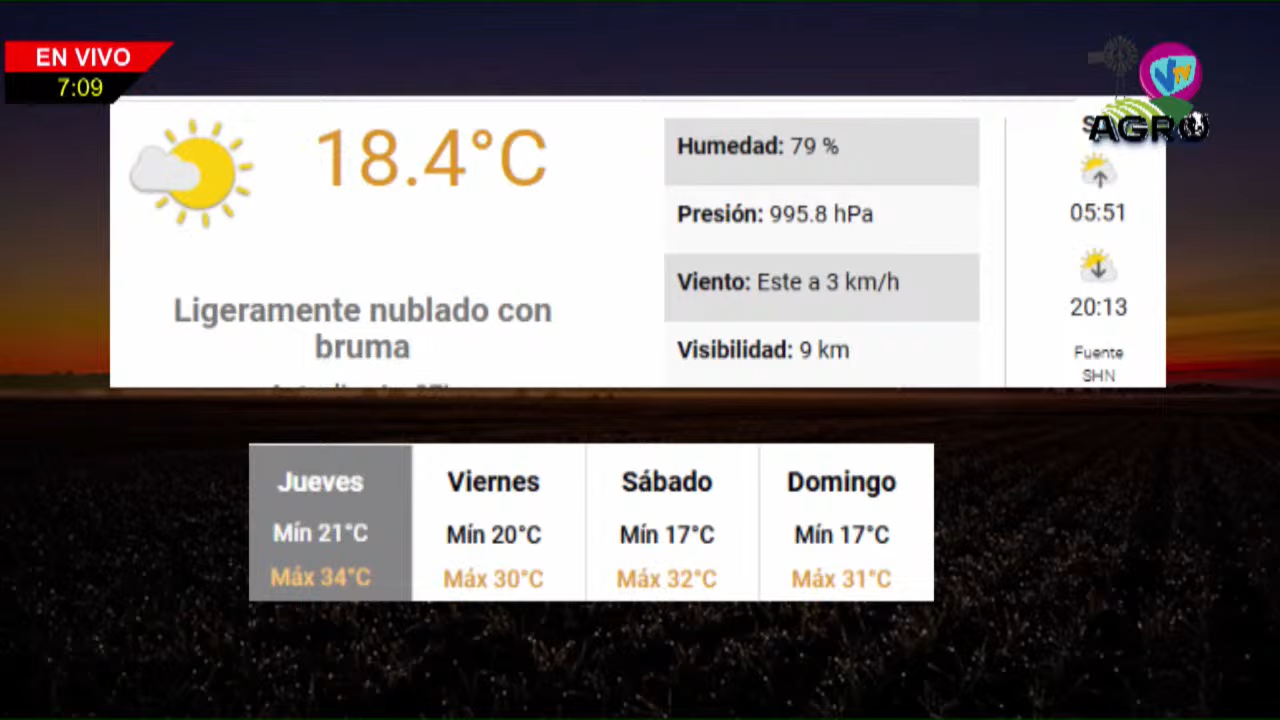 EN VIVO
7:09
AGRO
18.4°C
Ligeramente nublado con
bruma
Humedad: 79 %
Presión: 995.8 hPa
Viento: Este a 3 km/h
Visibilidad: 9 km
05:51
20:13
Fuente
SHN
Jueves
Mín 21°C
Máx 34°C
Viernes
Mín 20°C
Máx 30°C
Sábado
Mín 17°C
Máx 32°C
Domingo
Mín 17°C
Máx 31°C